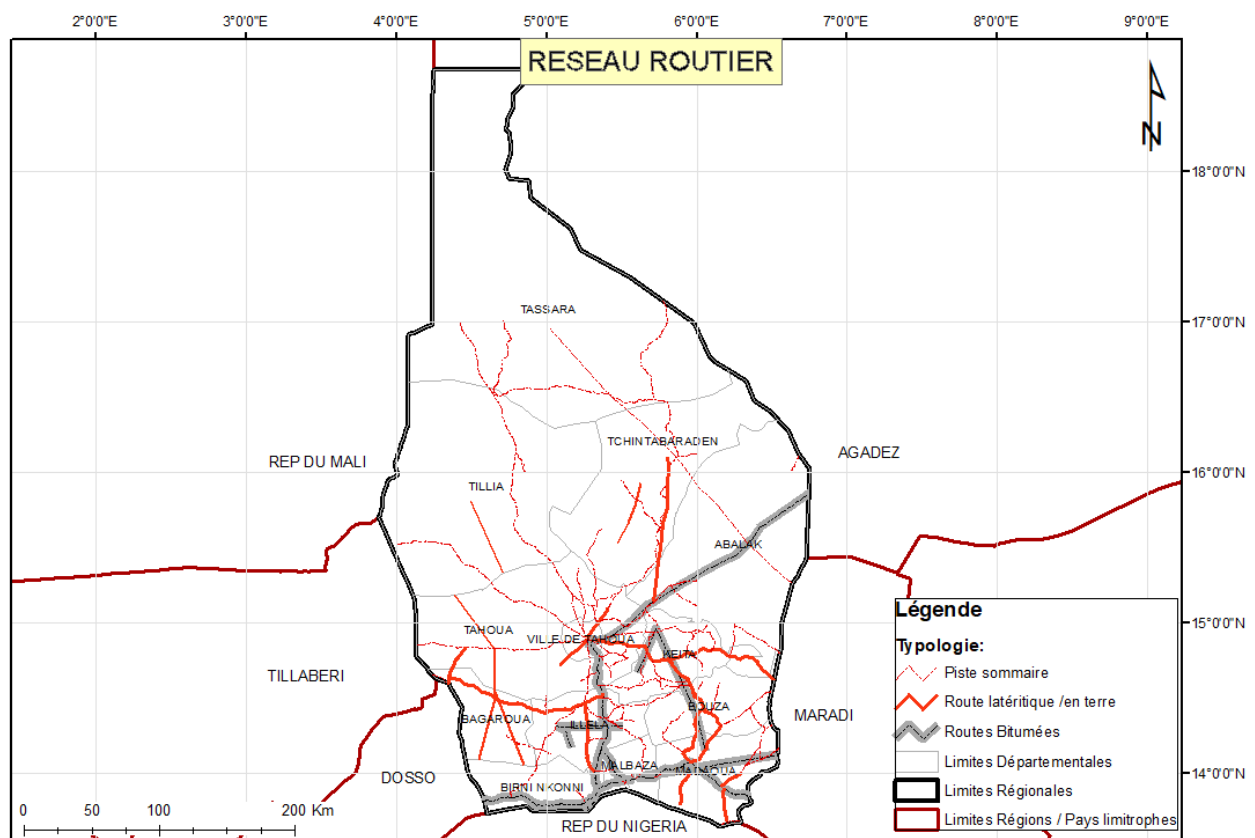 2°0'0"E 3°0'0"E 4°0'0"E 5°0'0"E 6°0'0"E 7°0'0"E 8°0'0"E 9°0'0"E
RESEAU ROUTIER
N
18°0'0"N
TASSARA
17°0'0"N
TCHINTABARADEN
AGADEZ
REP DU MALI
16°0'0"N
TILLIA
ABALAK
Légende
15°0'0"N
TAHOUA
VILLE DE TAHOUA
Typologie:
KEITA
TILLABERI
Piste sommaire
Route latéritique /en terre
BOUZA
MARADI
BAGAROUA
ILLELA
Routes Bitumées
Limites Départementales
MALBAZA
MADAOUA
DOSSO
14°0'0"N
BIRNI NKONNI
Limites Régionales
0 50 100 200 Km
REP DU NIGERIA
Limites Régions / Pays limitrophes